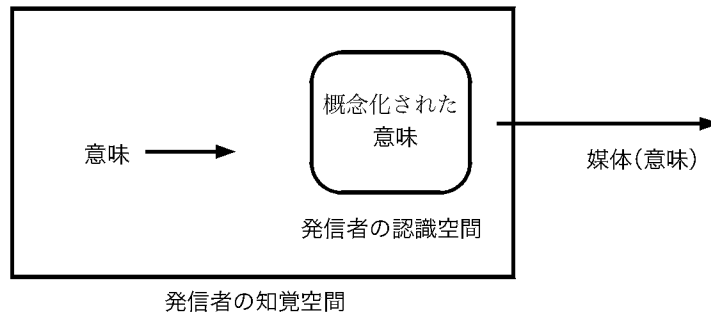 概念化された
意味
意味
媒体(意味)
発信者の認識空間
発信者の知覚空間